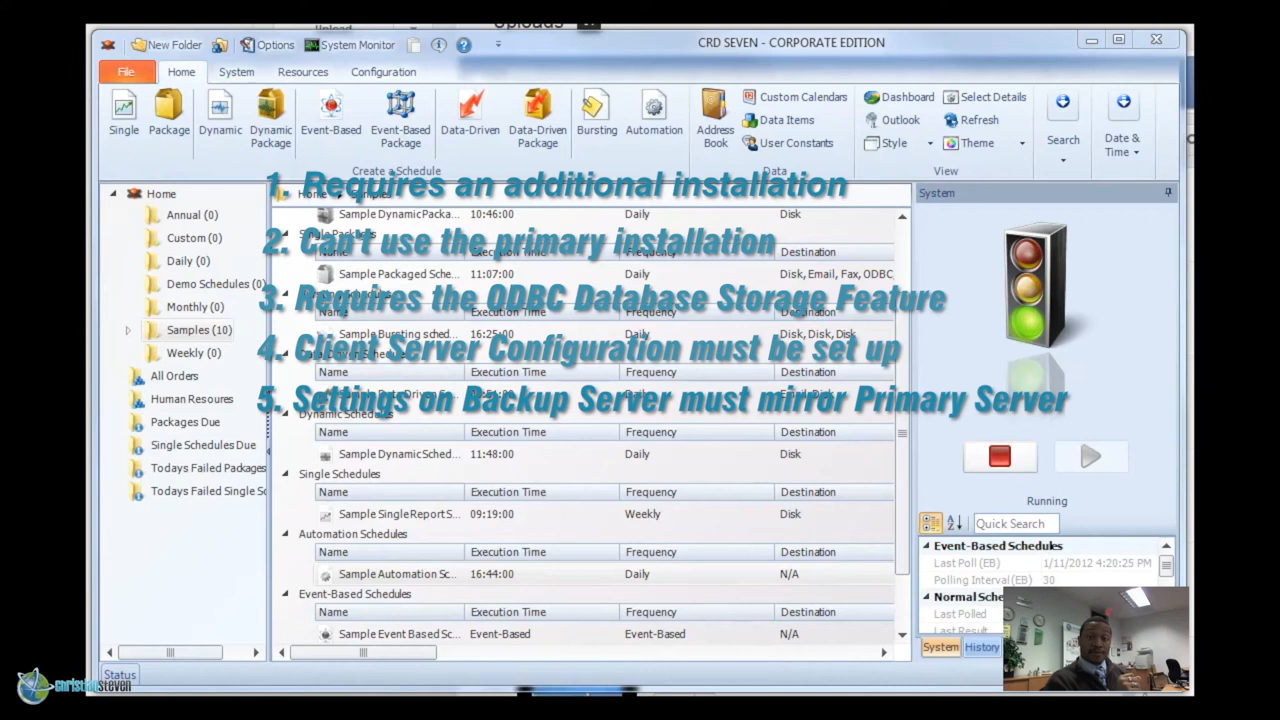 Upload
Uploads
New Folder
Options
System Monitor
CRD SEVEN - CORPORATE EDITION
File
Home
System
Resources
Configuration
Single
Package
Dynamic
Dynamic Package
Event-Based
Event-Based Package
Data-Driven
Data-Driven Package
Bursting
Automation
Create a Schedule
Address Book
Custom Calendars
Data Items
User Constants
Data
Dashboard
Select Details
Outlook
Refresh
Style
Theme
View
Search
Date & Time
1. Requires an additional installation
2. Can't use the primary installation
3. Requires the ODBC Database Storage Feature
4. Client Server Configuration must be set up
5. Settings on Backup Server must mirror Primary Server
Home
Annual (0)
Custom (0)
Daily (0)
Demo Schedules (0)
Monthly (0)
Samples (10)
Weekly (0)
All Orders
Human Resoures
Packages Due
Single Schedules Due
Todays Failed Packages
Todays Failed Single Sc
Home Samples
Sample DynamicPacka... 10:46:00 Daily Disk
Name Execution Time Frequency Destination
Sample Packaged Sche... 11:07:00 Daily Disk, Email, Fax, ODBC,
Name Execution Time Frequency Destination
Sample Bursting sched... 16:25:00 Daily Disk, Disk, Disk
Name Execution Time Frequency Destination
Dynamic Schedules
Name Execution Time Frequency Destination
Sample DynamicSched... 11:48:00 Daily Disk
Single Schedules
Name Execution Time Frequency Destination
Sample Single Report S... 09:19:00 Weekly Disk
Automation Schedules
Name Execution Time Frequency Destination
Sample Automation Sc... 16:44:00 Daily N/A
Event-Based Schedules
Name Execution Time Frequency Destination
Sample Event Based Sc... Event-Based Event-Based N/A
System
Running
Quick Search
Event-Based Schedules
Last Poll (EB) 1/11/2012 4:20:25 PM
Polling Interval (EB) 30
Normal Sche
Last Polled
Last Result
System
History
Status
christiansteven